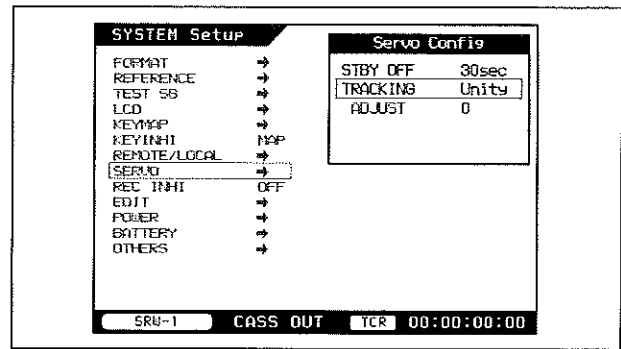 SYSTEM Setup
FORMAT →
REFERENCE →
TEST SG →
LCD →
KEYMAP →
KEYINHI MAP
REMOTE/LOCAL →
SERVO →
REC INHI OFF
EDIT →
POWER →
BATTERY →
OTHERS →
Servo Config
STBY OFF 30sec
TRACKING Unity
ADJUST 0
SRW-1 CASS OUT TCR 00:00:00:00